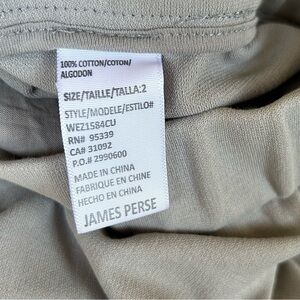 100% COTTON/COTON/
ALGODON
SIZE/TAILLE/TALLA:2
STYLE/MODELE/ESTILO#
WEZ1584CU
RN# 95339
CA# 31092
P.O.# 2990600
MADE IN CHINA
FABRIQUE EN CHINE
HECHO EN CHINA
JAMES PERSE